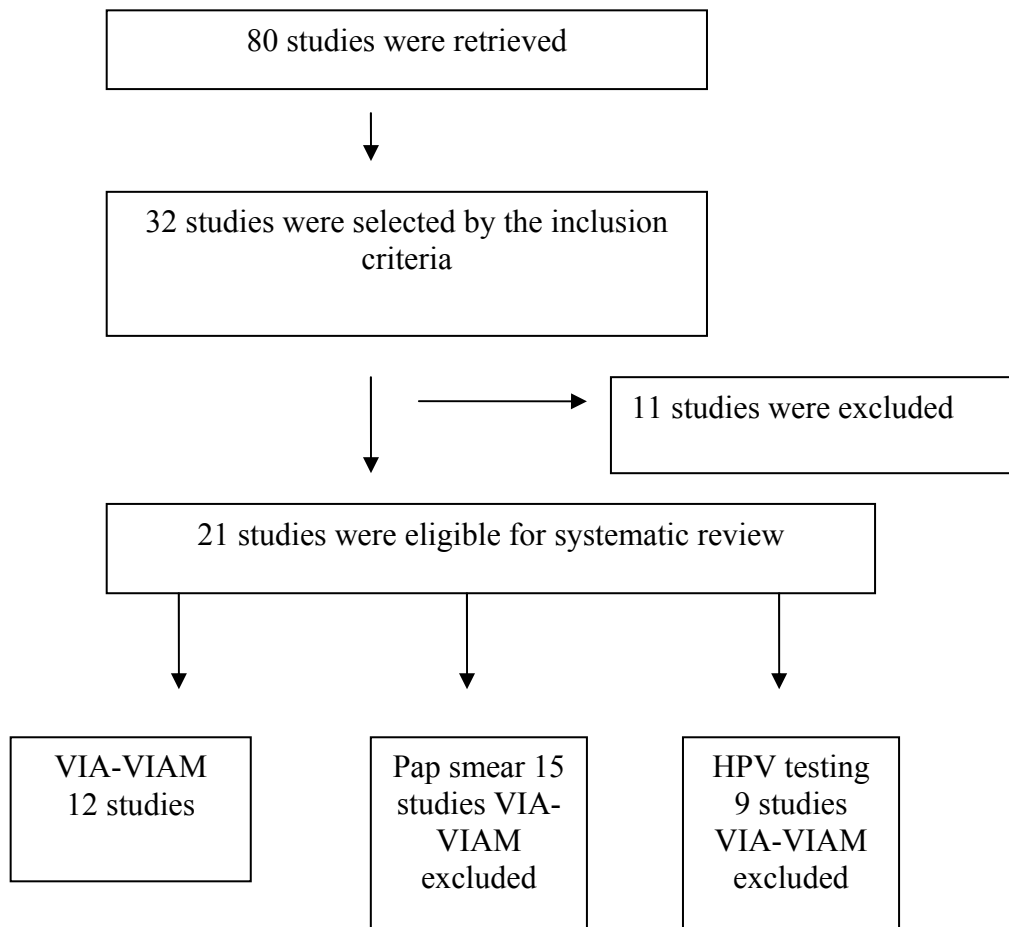 80 studies were retrieved
32 studies were selected by the inclusion
criteria
11 studies were excluded
21 studies were eligible for systematic review
VIA-VIAM
12 studies
Pap smear 15
studies VIA-
VIAM
excluded
HPV testing
9 studies
VIA-VIAM
excluded